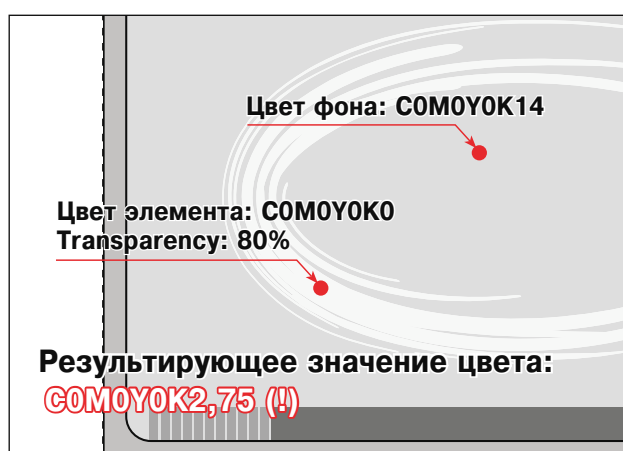 Цвет фона: C0M0Y0K14
Цвет элемента: C0M0Y0K0
Transparency: 80%
Результирующее значение цвета:
C0M0Y0K2,75 (!)